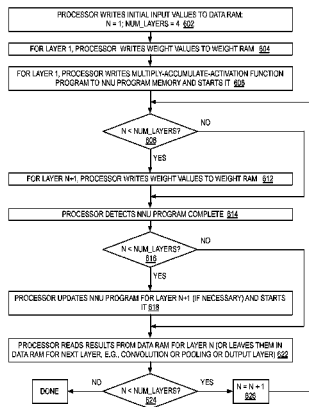 PROCESSOR WRITES INITIAL INPUT VALUES TO DATA RAM;
N = 1; NUM_LAYERS = 4 602
FOR LAYER 1, PROCESSOR WRITES WEIGHT VALUES TO WEIGHT RAM 604
FOR LAYER 1, PROCESSOR WRITES MULTIPLY-ACCUMULATE-ACTIVATION FUNCTION
PROGRAM TO NNU PROGRAM MEMORY AND STARTS IT 606
N < NUM_LAYERS?
608
NO
YES
FOR LAYER N+1, PROCESSOR WRITES WEIGHT VALUES TO WEIGHT RAM 612
PROCESSOR DETECTS NNU PROGRAM COMPLETE 614
N < NUM_LAYERS?
616
NO
YES
PROCESSOR UPDATES NNU PROGRAM FOR LAYER N+1 (IF NECESSARY) AND STARTS
IT 618
PROCESSOR READS RESULTS FROM DATA RAM FOR LAYER N (OR LEAVES THEM IN
DATA RAM FOR NEXT LAYER, E.G., CONVOLUTION OR POOLING OR OUTPUT LAYER) 622
DONE
NO
N < NUM_LAYERS?
624
YES
N = N + 1
626